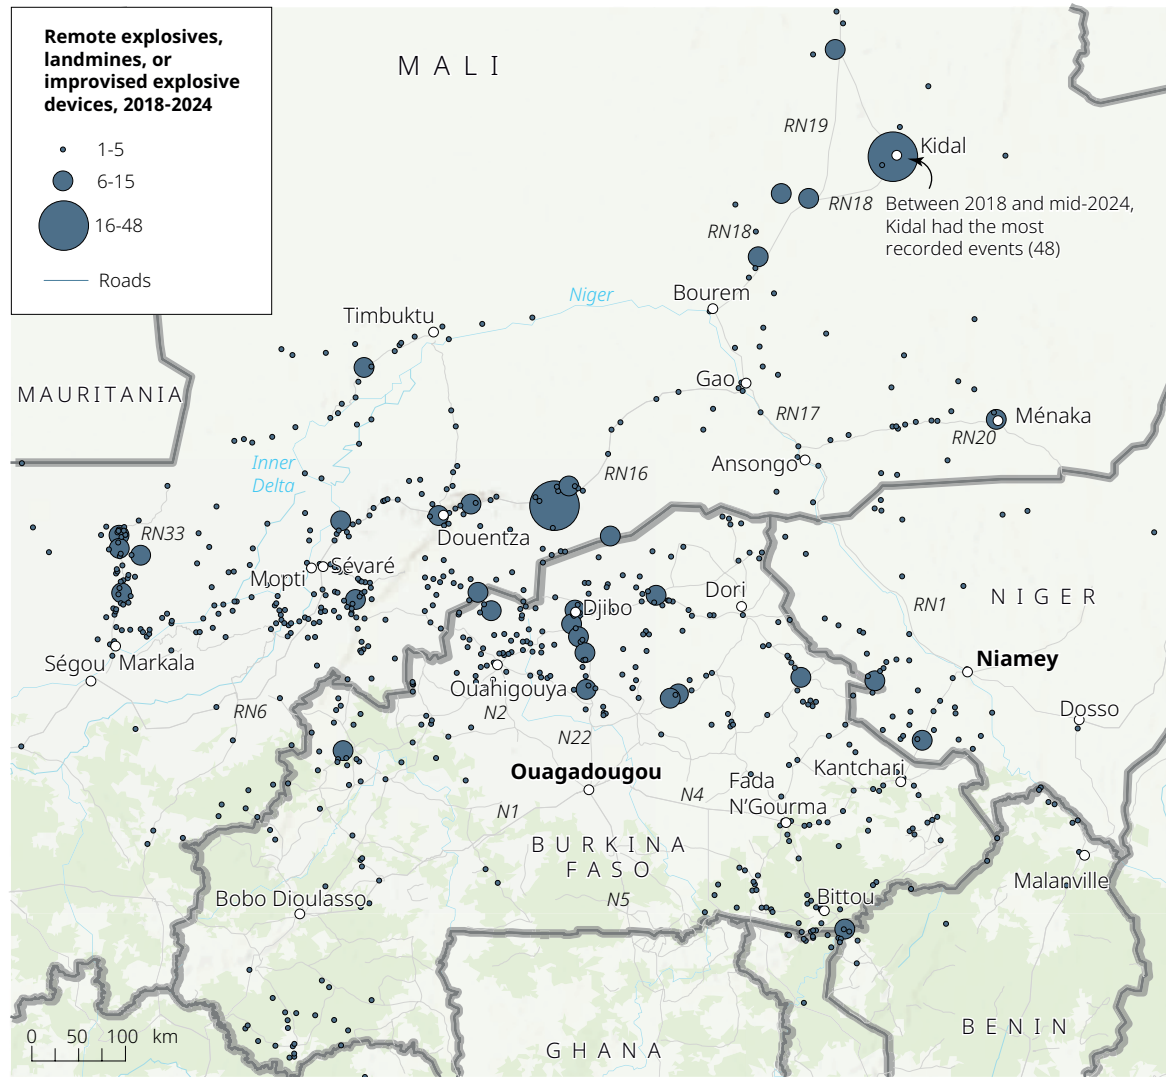 Remote explosives,
landmines, or
improvised explosive
devices, 2018-2024
1-5
6-15
16-48
Roads
MALI
RN19
Kidal
RN18
Between 2018 and mid-2024,
Kidal had the most
recorded events (48)
RN18
Niger
Bourem
Timbuktu
MAURITANIA
Gao
RN17
Ménaka
RN20
Inner
Delta
Ansongo
RN16
RN33
Douentza
Mopti
Sévaré
Djibo
Dori
RN1
NIGER
Ségou
Markala
Niamey
Ouahigouya
RN6
N2
Dosso
N22
Ouagadougou
Fada
N'Gourma
Kantchari
N4
N1
BURKINA
FASO
Malanville
Bobo Dioulasso
N5
Bittou
BENIN
GHANA
0 50 100 km